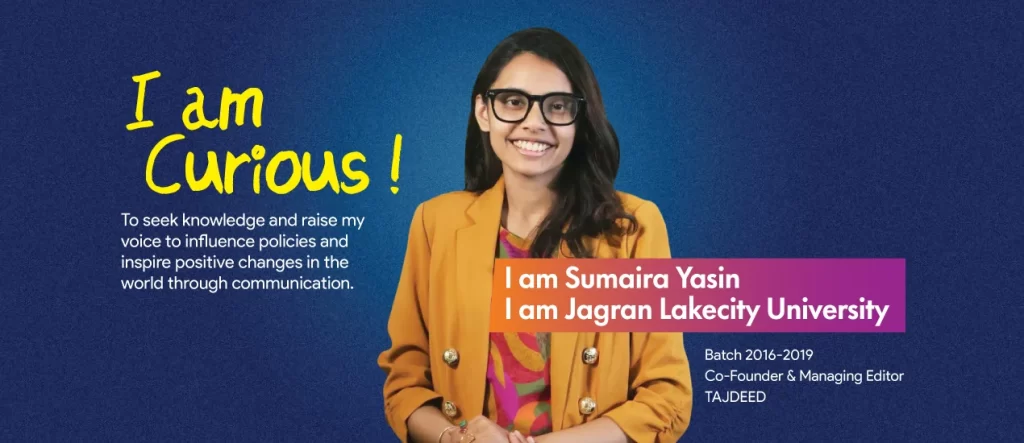 I am
Curious !
To seek knowledge and raise my
voice to influence policies and
inspire positive changes in the
world through communication.
I am Sumaira Yasin
I am Jagran Lakecity University
Batch 2016-2019
Co-Founder & Managing Editor
TAJDEED